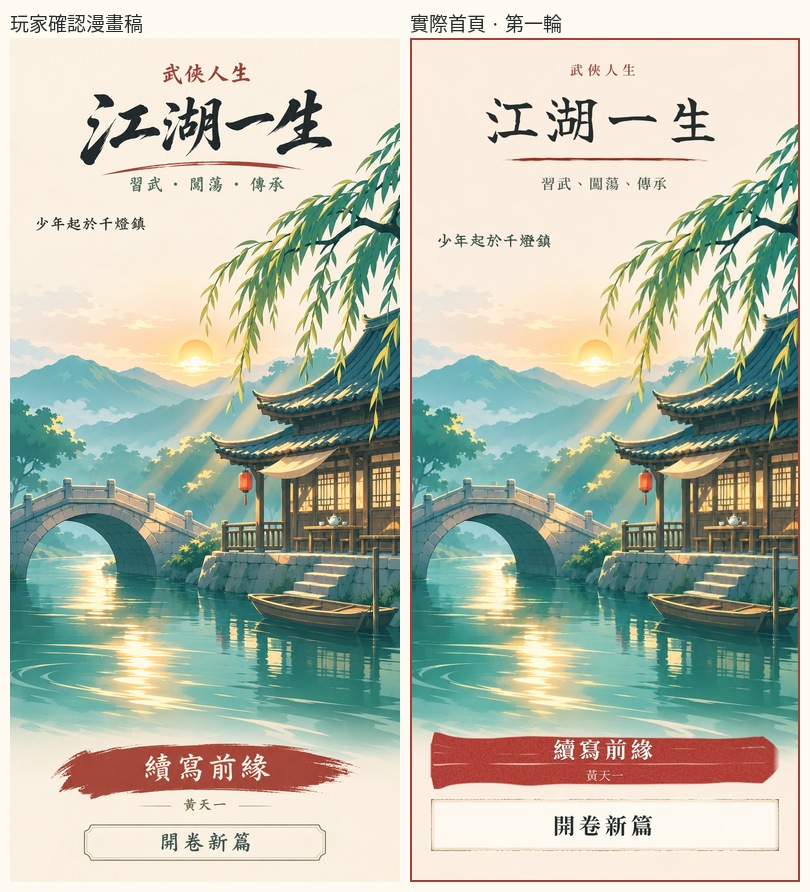 玩家確認漫畫稿
武俠人生
江湖一生
習武・闖蕩・傳承
少年起於千燈鎮
續寫前緣
黃天一
開卷新篇
實際首頁・第一輪
武俠人生
江湖一生
習武、闖蕩、傳承
少年起於千燈鎮
續寫前緣
黃天一
開卷新篇